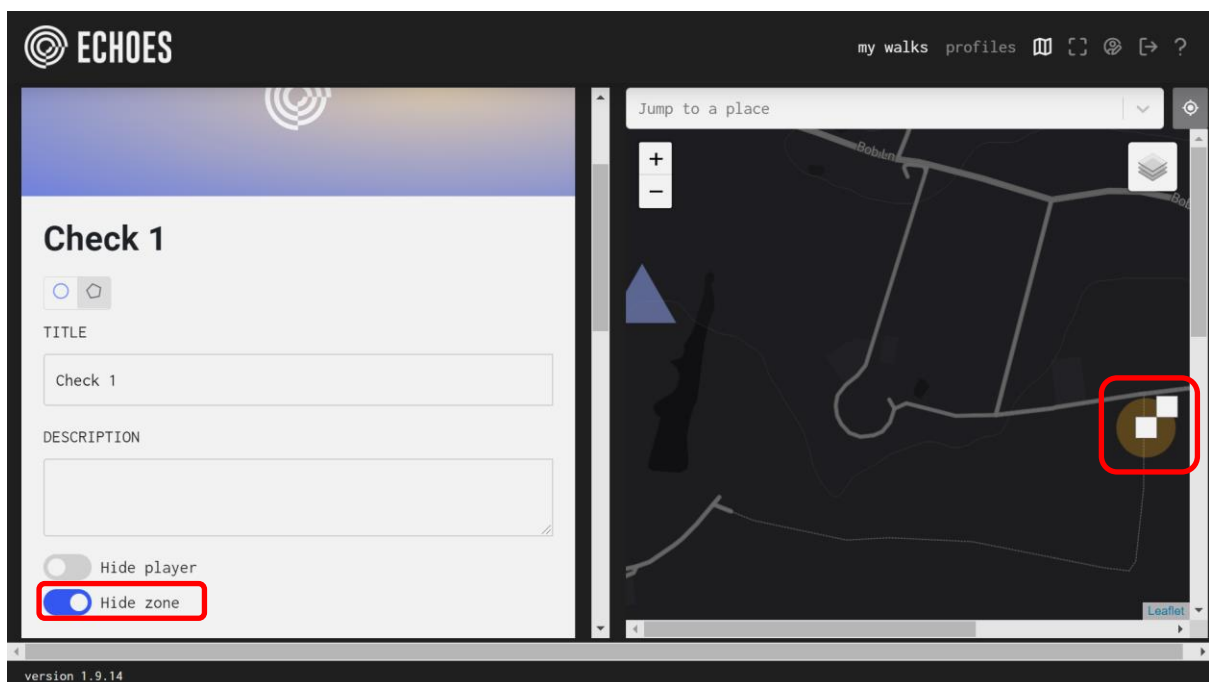 ECHOES
my walks profiles ?
Jump to a place
+
Bob Ln
−
Bob
Check 1
TITLE
Check 1
DESCRIPTION
Hide player
Hide zone
Leaflet
version 1.9.14